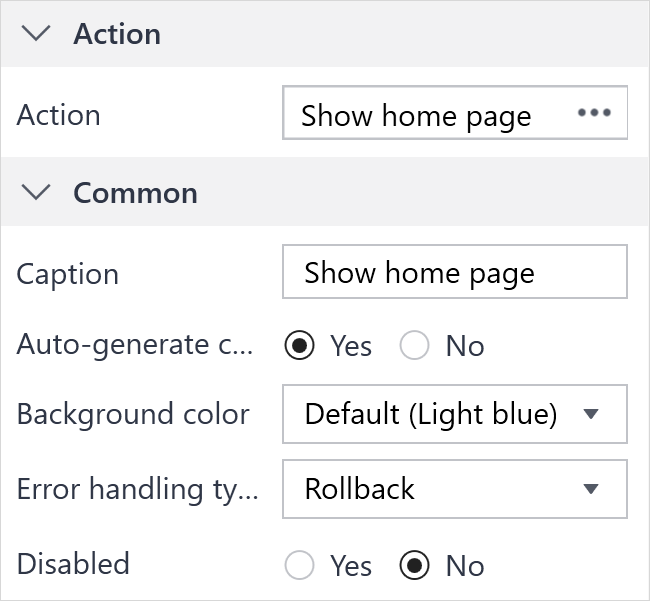 Action
Action Show home page •••
Common
Caption Show home page
Auto-generate c... Yes No
Background color Default (Light blue)
Error handling ty... Rollback
Disabled Yes No